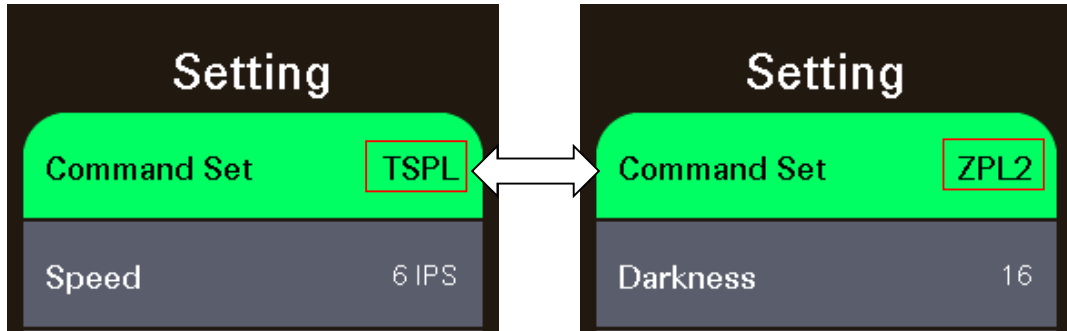 Setting
Command Set TSPL
Speed 6 IPS
Setting
Command Set ZPL2
Darkness 16